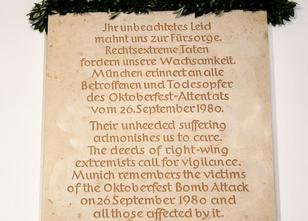 Ihr unbeachtetes Leid
mahnt uns zur Fürsorge.
Rechtsextreme Taten
fordern unsere Wachsamkeit.
München erinnert an alle
Betroffenen und Todesopfer
des Oktoberfest-Attentats
vom 26. September 1980.
Their unheeded suffering
admonishes us to care.
The deeds of right-wing
extremists call for vigilance.
Munich remembers the victims
of the Oktoberfest Bomb Attack
on 26 September 1980 and
all those affected by it.